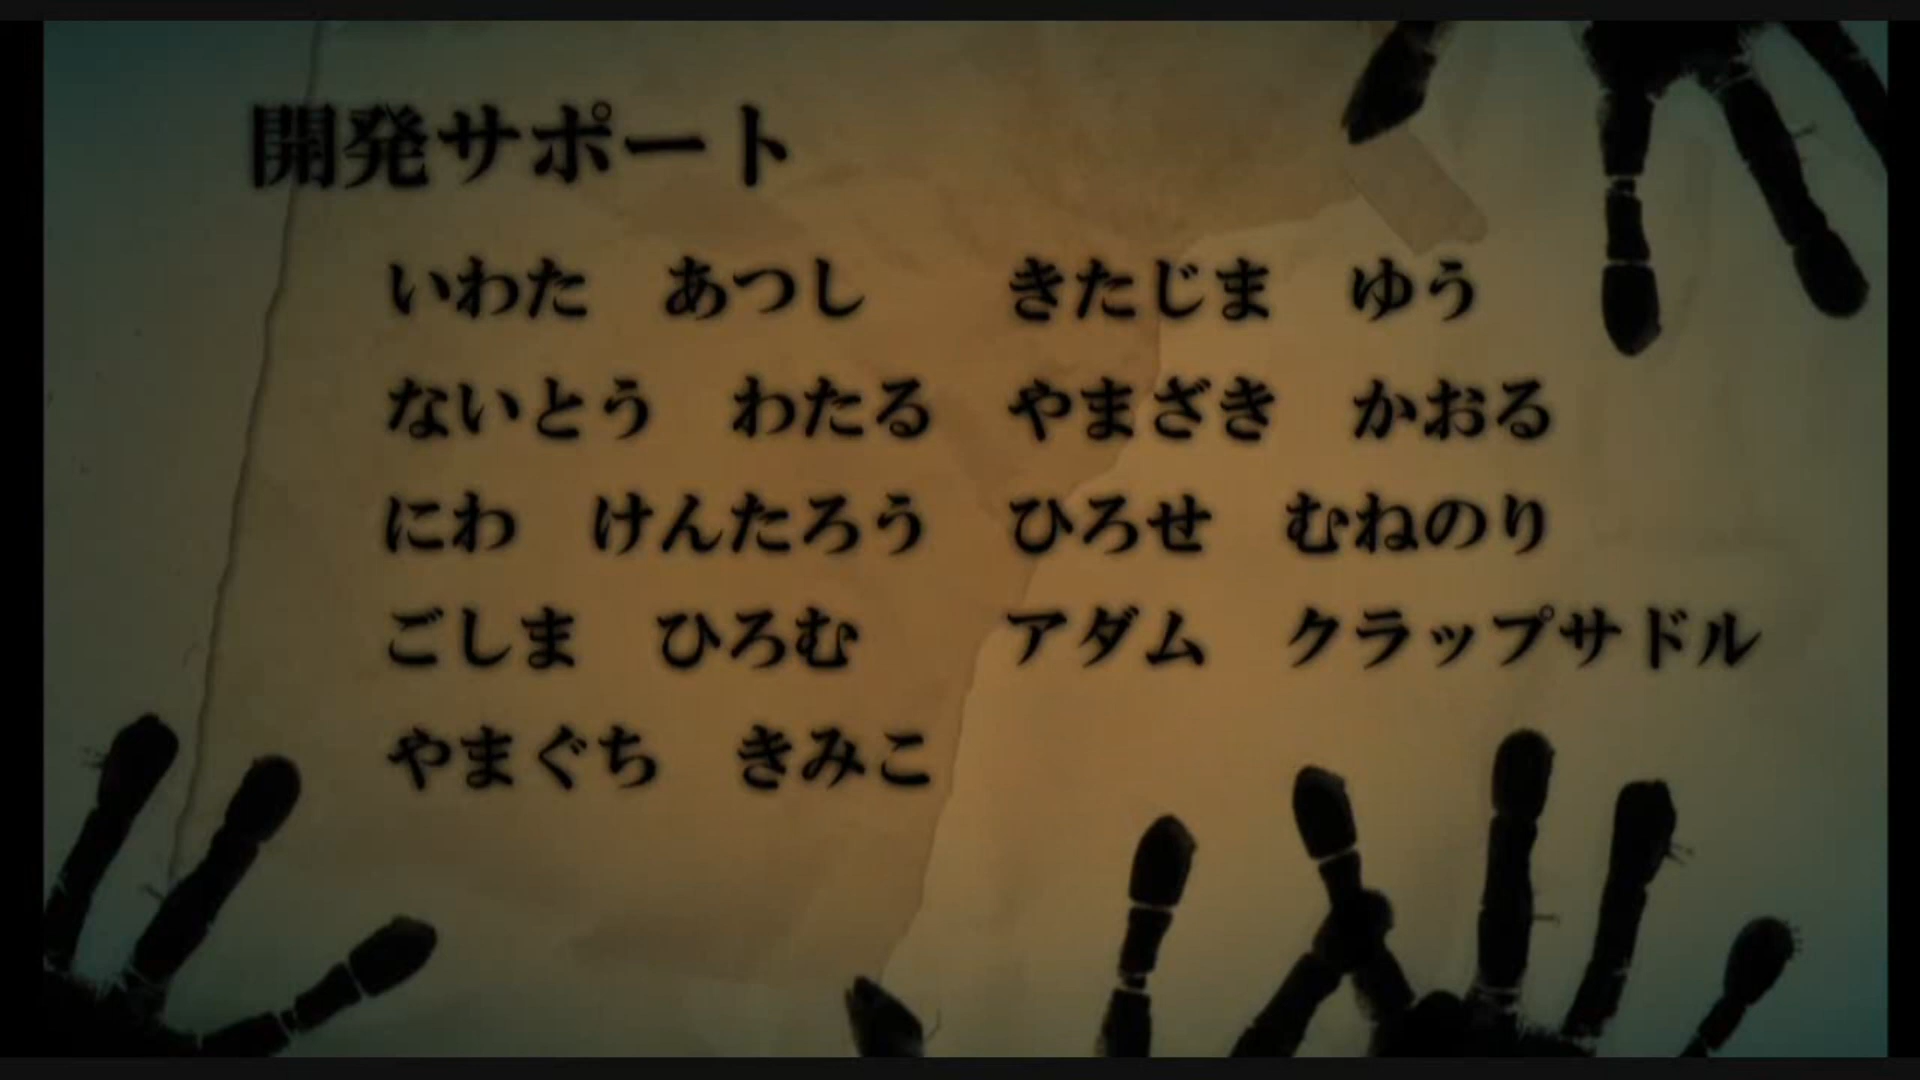 開発サポート
いわた　あつし　　きたじま　ゆう
ないとう　わたる　やまざき　かおる
にわ　けんたろう　ひろせ　むねのり
ごしま　ひろむ　　アダム　クラップサドル
やまぐち　きみこ